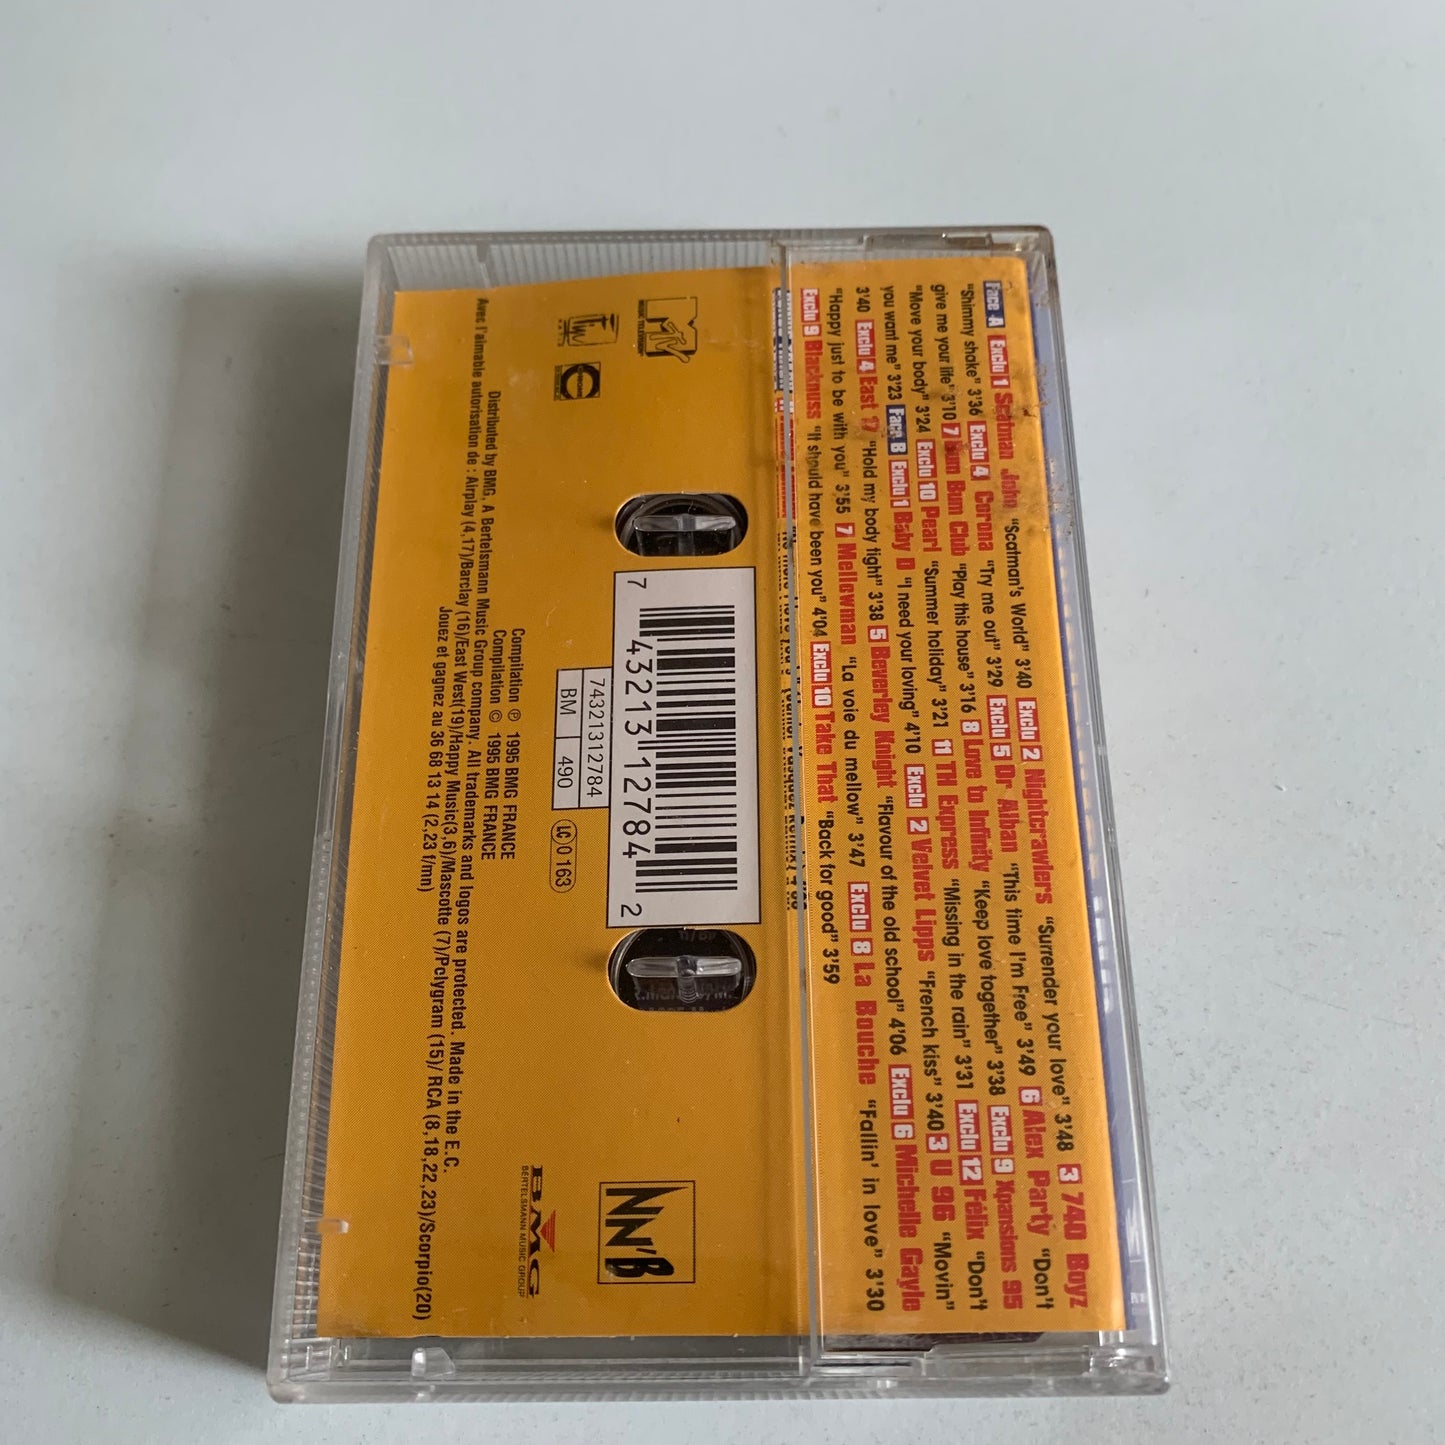 Face A Exclu 1 Scatman John "Scatman's World" 3'40 Exclu 2 Nightcrawlers "Surrender your love" 3'48 3 740 Boyz
"Shimmy shake" 3'36 Exclu 4 Corona "Try me out" 3'29 Exclu 5 Dr Alban "This time I'm Free" 3'49 6 Alex Party "Don't
give me your life" 3'10 7 Bum Bum Club "Play this house" 3'16 8 Love to Infinity "Keep love together" 3'38 Exclu 9 Xpansions 95
"Move your body" 3'24 Exclu 10 Pearl "Summer holiday" 3'21 11 TH Express "Missing in the rain" 3'31 Exclu 12 Félix "Don't
you want me" 3'23 Face B Exclu 1 Baby D "I need your loving" 4'10 Exclu 2 Velvet Lipps "French kiss" 3'40 3 U 96 "Movin"
3'40 Exclu 4 East 17 "Hold my body tight" 3'38 5 Beverley Knight "Flavour of the old school" 4'06 Exclu 6 Michelle Gayle
"Happy just to be with you" 3'55 7 Mellowman "La voie du mellow" 3'47 Exclu 8 La Bouche "Fallin' in love" 3'30
Exclu 9 Blacknuss "It should have been you" 4'04 Exclu 10 Take That "Back for good" 3'59
MTV
MUSIC TELEVISION
7 43213 12784 2
74321312784
BM 490
LC 0163
NN'B
BMG
BERTELSMANN MUSIC GROUP
Compilation ℗ 1995 BMG FRANCE
Compilation © 1995 BMG FRANCE
Distributed by BMG, A Bertelsmann Music Group company. All trademarks and logos are protected. Made in the E.C.
Avec l'aimable autorisation de : Airplay (4,17)/Barclay (16)/East West(19)/Happy Music(3,6)/Mascotte (7)/Polygram (15)/ RCA (8,18,22,23)/Scorpio(20)
Jouez et gagnez au 36 68 13 14 (2,23 f/mn)